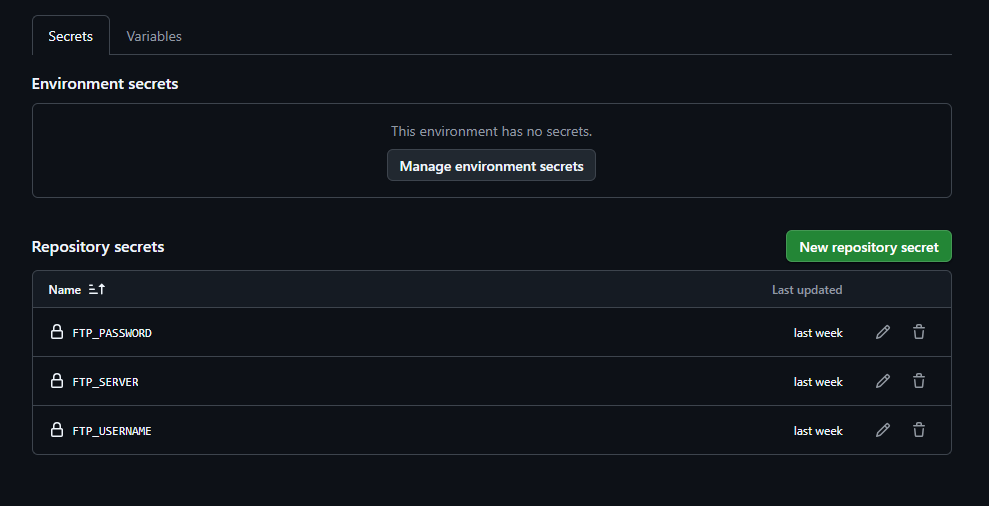 Secrets Variables
Environment secrets
This environment has no secrets.
Manage environment secrets
Repository secrets New repository secret
Name Last updated
FTP_PASSWORD last week
FTP_SERVER last week
FTP_USERNAME last week